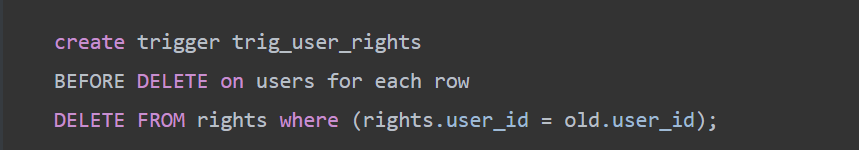 create trigger trig_user_rights
BEFORE DELETE on users for each row
DELETE FROM rights where (rights.user_id = old.user_id);